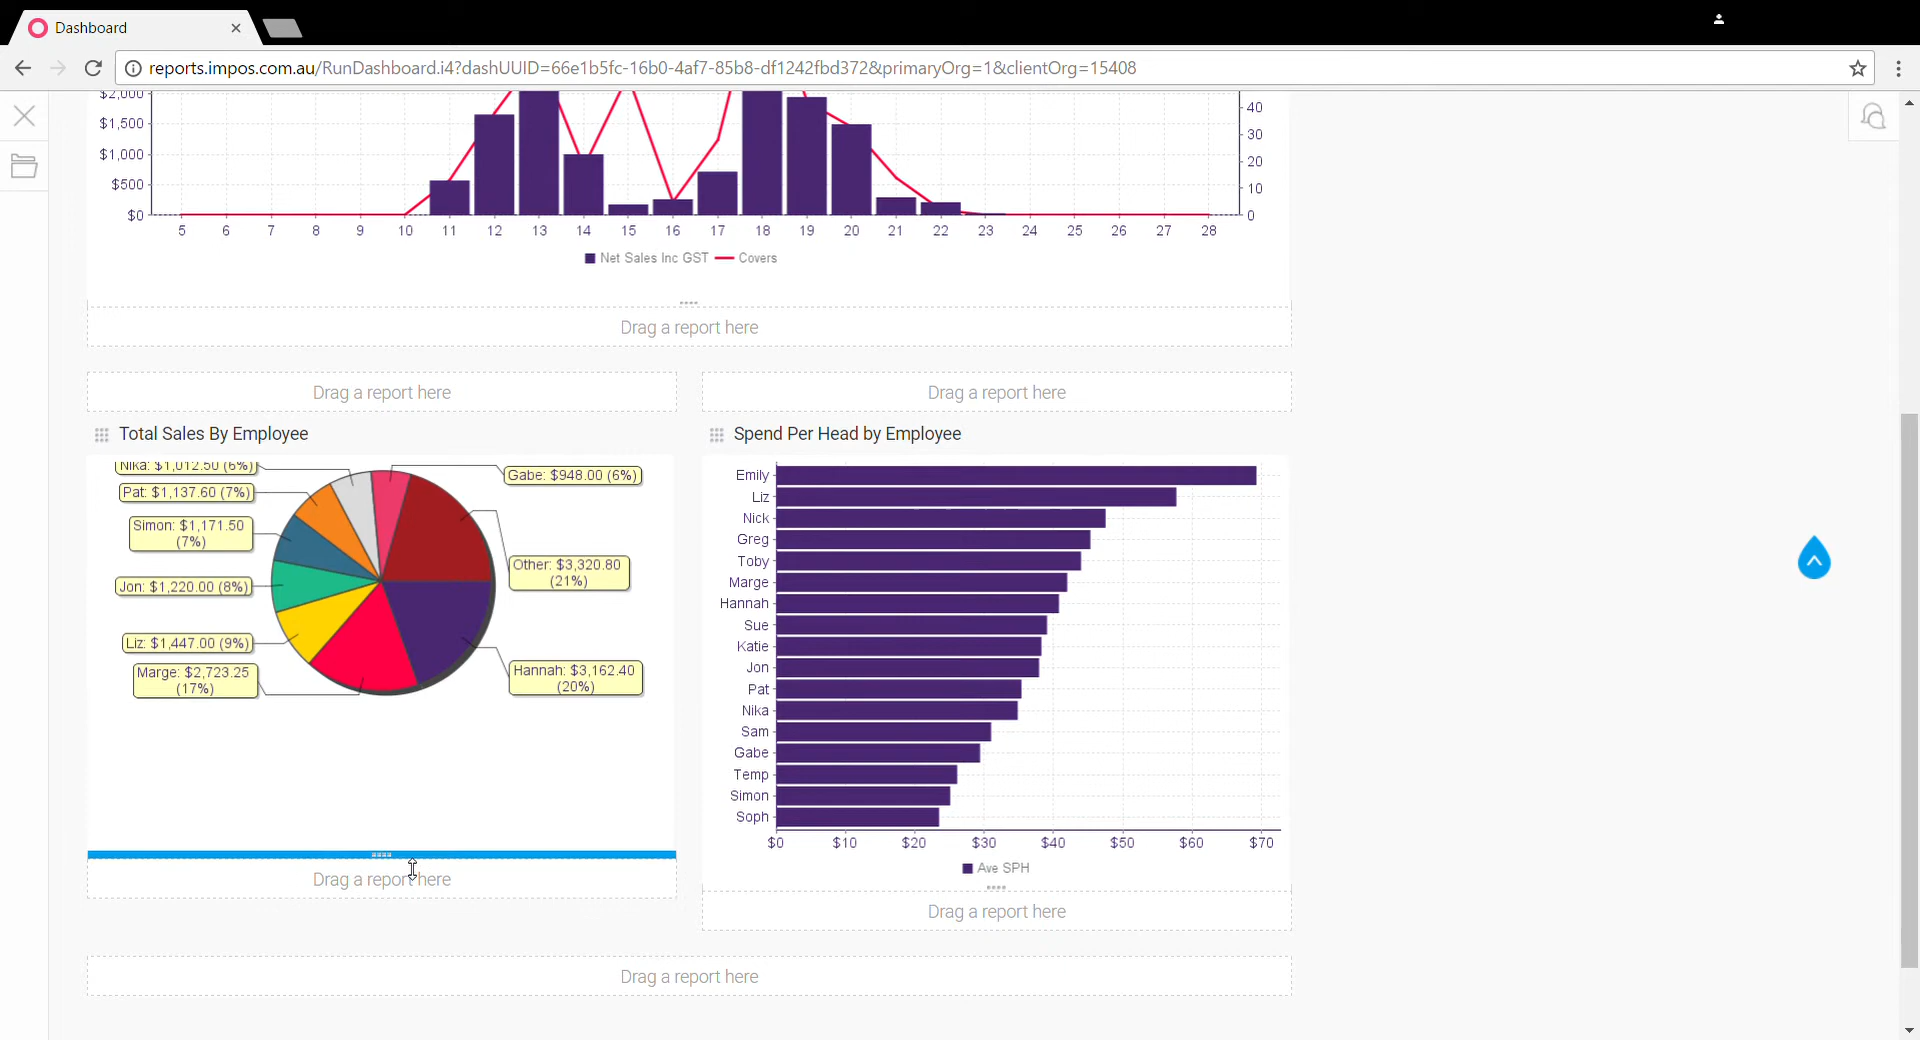 Dashboard
reports.impos.com.au/RunDashboard.i4?dashUUID=66e1b5fc-16b0-4af7-85b8-df1242fbd372&primaryOrg=1&clientOrg=15408
$2,000
$1,500
$1,000
$500
$0
40
30
20
10
0
5 6 7 8 9 10 11 12 13 14 15 16 17 18 19 20 21 22 23 24 25 26 27 28
Net Sales Inc GST Covers
Drag a report here
Drag a report here
Drag a report here
Total Sales By Employee
Nika: $1,012.50 (6%)
Gabe: $948.00 (6%)
Pat: $1,137.60 (7%)
Simon: $1,171.50
(7%)
Other: $3,320.80
(21%)
Jon: $1,220.00 (8%)
Liz: $1,447.00 (9%)
Marge: $2,723.25
(17%)
Hannah: $3,162.40
(20%)
Drag a report here
Spend Per Head by Employee
Emily
Liz
Nick
Greg
Toby
Marge
Hannah
Sue
Katie
Jon
Pat
Nika
Sam
Gabe
Temp
Simon
Soph
$0 $10 $20 $30 $40 $50 $60 $70
Ave SPH
Drag a report here
Drag a report here